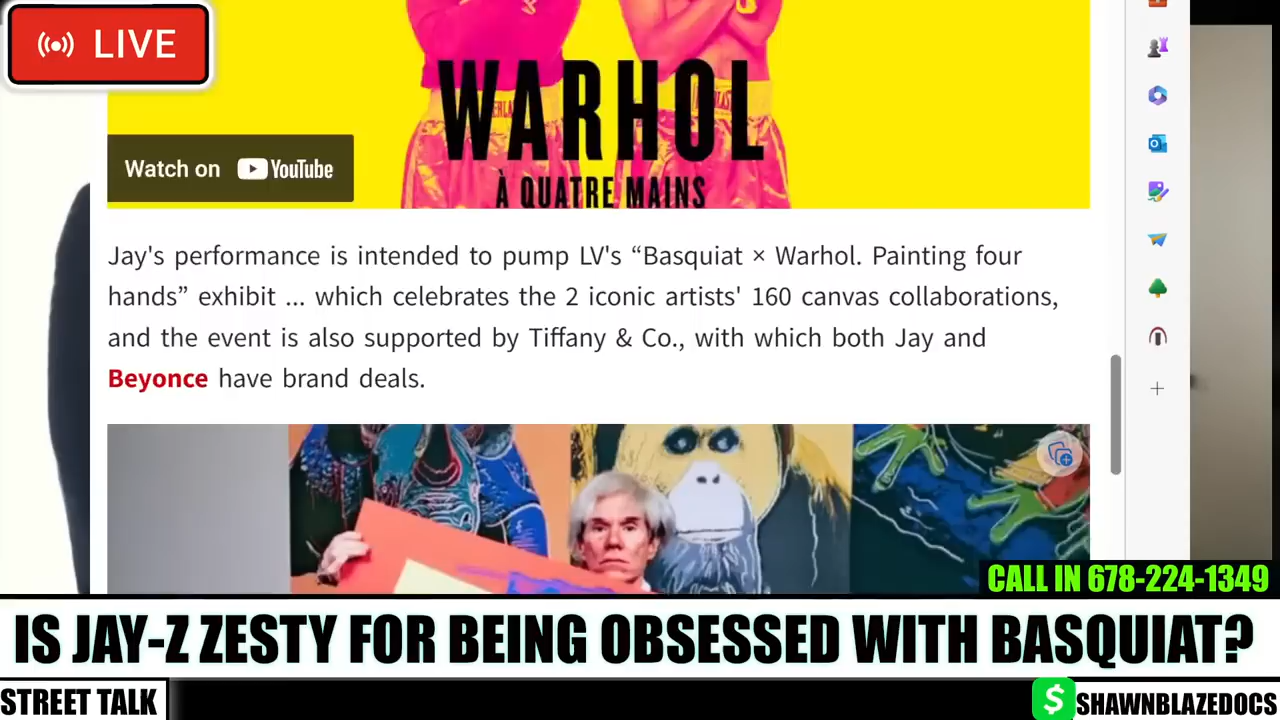 LIVE
WARHOL
À QUATRE MAINS
Watch on YouTube
Jay's performance is intended to pump LV's “Basquiat × Warhol. Painting four
hands” exhibit ... which celebrates the 2 iconic artists' 160 canvas collaborations,
and the event is also supported by Tiffany & Co., with which both Jay and
Beyonce have brand deals.
CALL IN 678-224-1349
IS JAY-Z ZESTY FOR BEING OBSESSED WITH BASQUIAT?
STREET TALK
$ SHAWNBLAZEDOCS